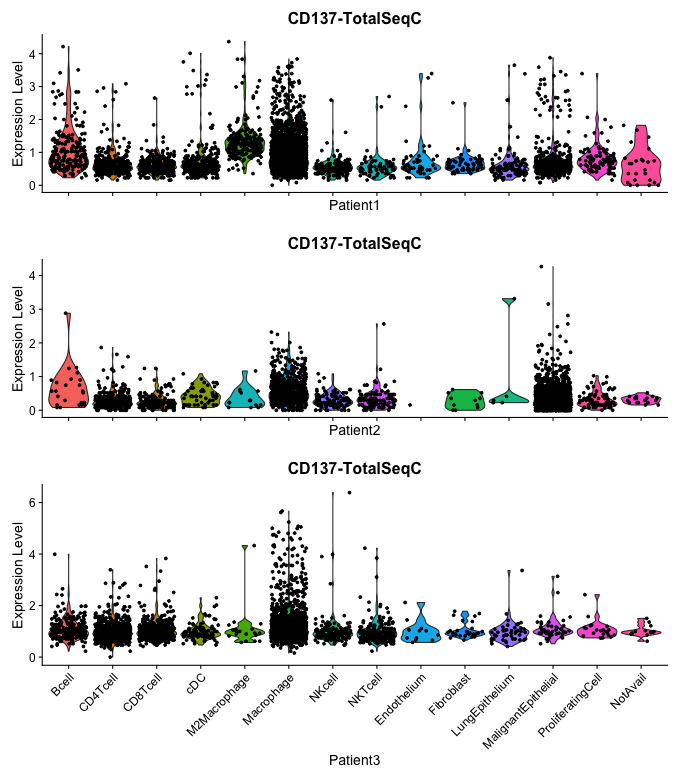 CD137-TotalSeqC
Expression Level
4
3
2
1
0
Patient1
CD137-TotalSeqC
Expression Level
4
3
2
1
0
Patient2
CD137-TotalSeqC
Expression Level
6
4
2
0
Bcell
CD4Tcell
CD8Tcell
cDC
M2Macrophage
Macrophage
NKcell
NKTcell
Endothelium
Fibroblast
LungEpithelium
MalignantEpithelial
ProliferatingCell
NotAvail
Patient3